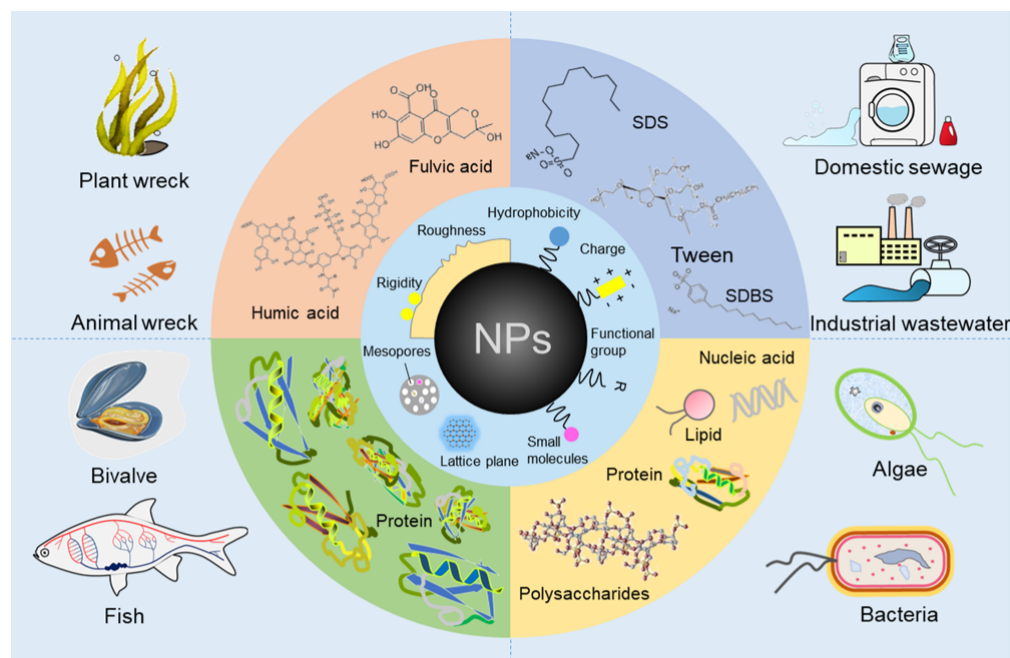 Plant wreck
Animal wreck
Fulvic acid
Humic acid
SDS
Tween
SDBS
Domestic sewage
Industrial wastewater
Roughness
Rigidity
Mesopores
Lattice plane
Hydrophobicity
Charge
Functional
group
R
Small
molecules
NPs
Bivalve
Fish
Protein
Nucleic acid
Lipid
Protein
Polysaccharides
Algae
Bacteria